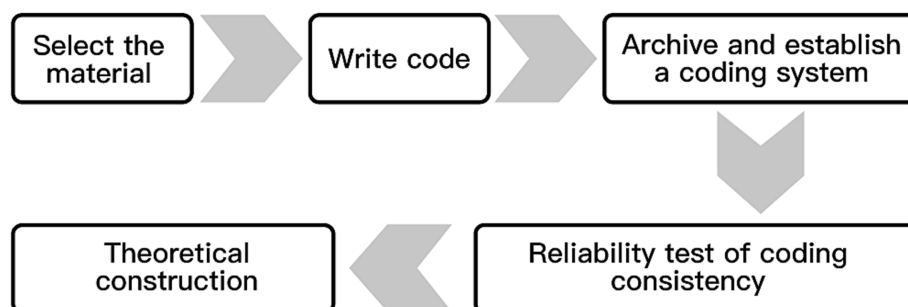 Select the
material
Write code
Archive and establish
a coding system
Reliability test of coding
consistency
Theoretical
construction